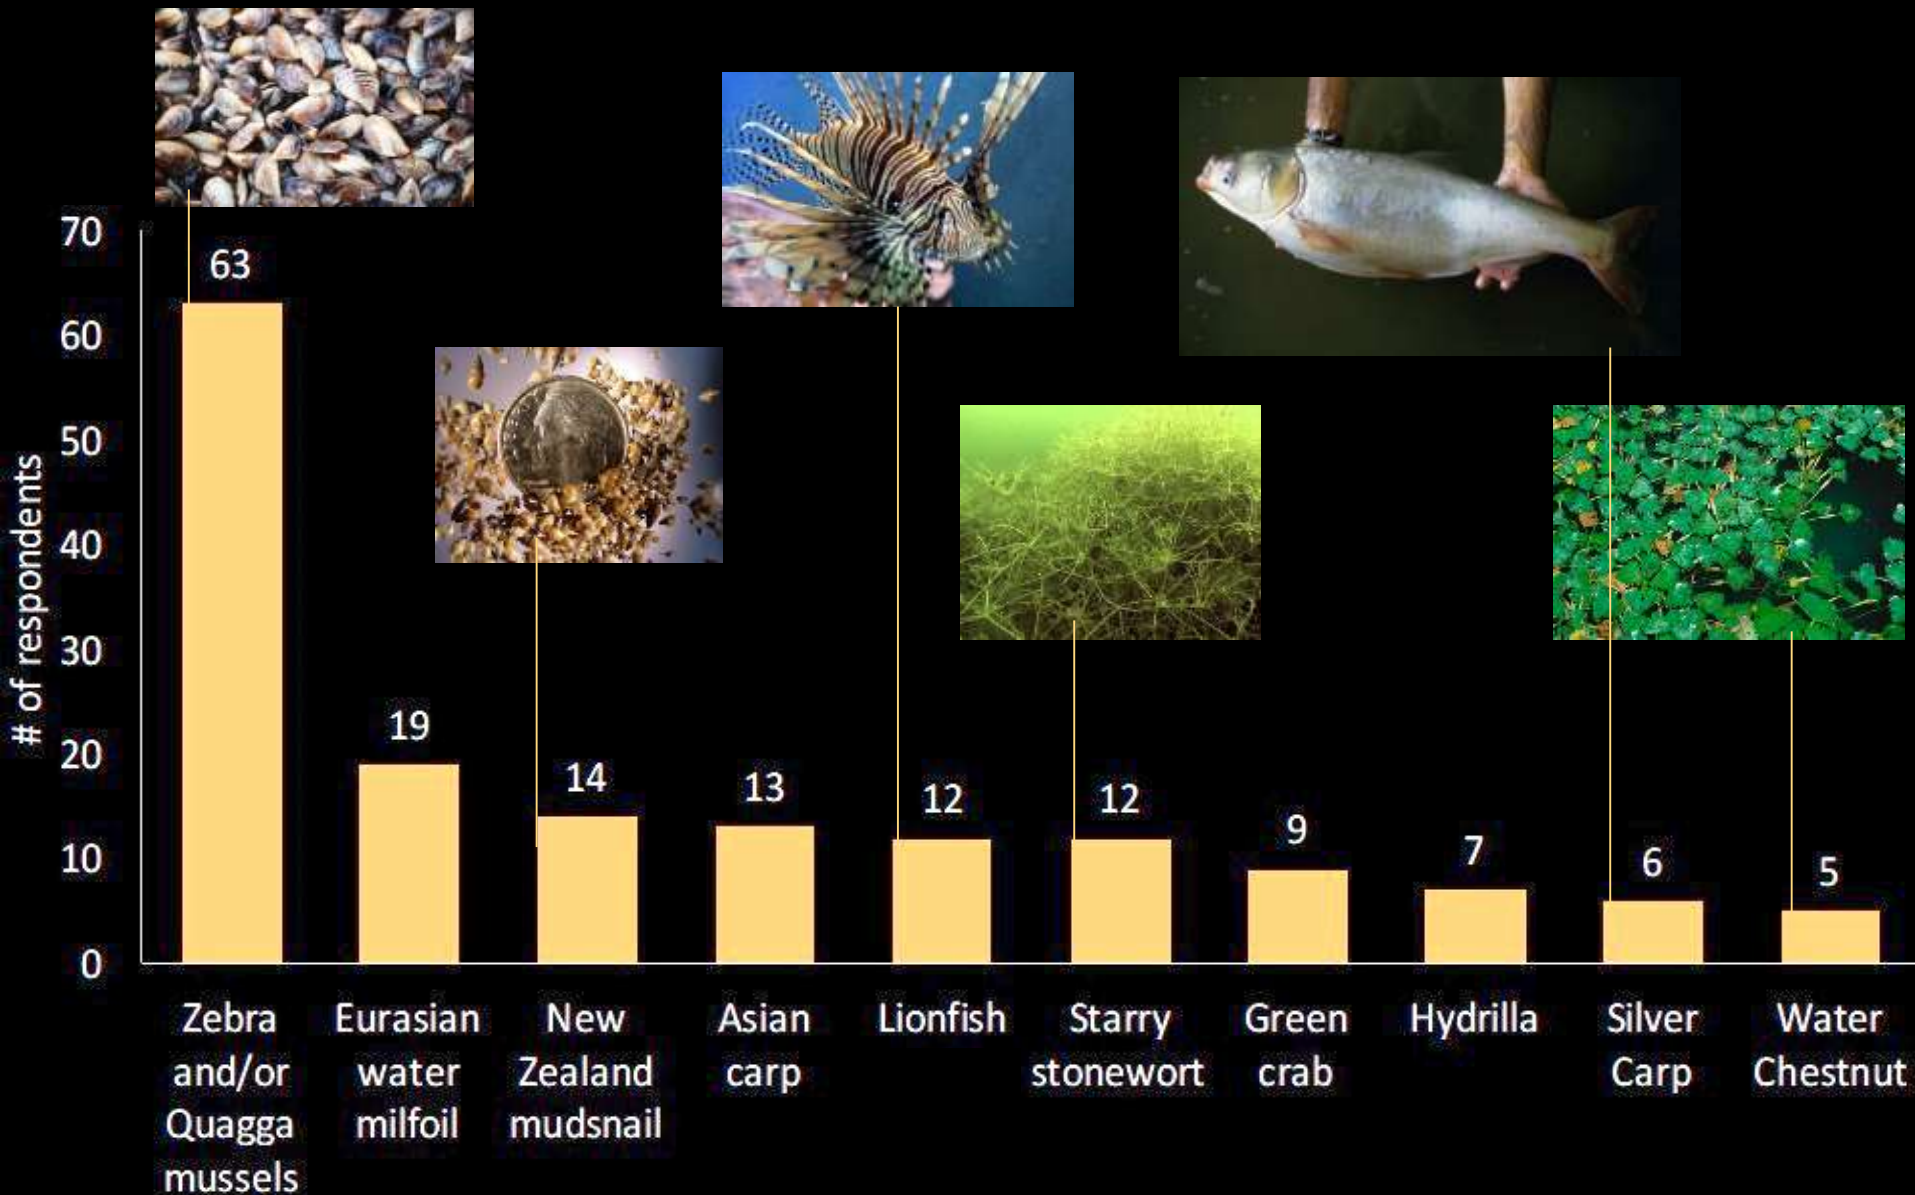 70
60
50
40
30
20
10
0
# of respondents
63
19
14
13
12
12
9
7
6
5
Zebra
and/or
Quagga
mussels
Eurasian
water
milfoil
New
Zealand
mudsnail
Asian
carp
Lionfish
Starry
stonewort
Green
crab
Hydrilla
Silver
Carp
Water
Chestnut